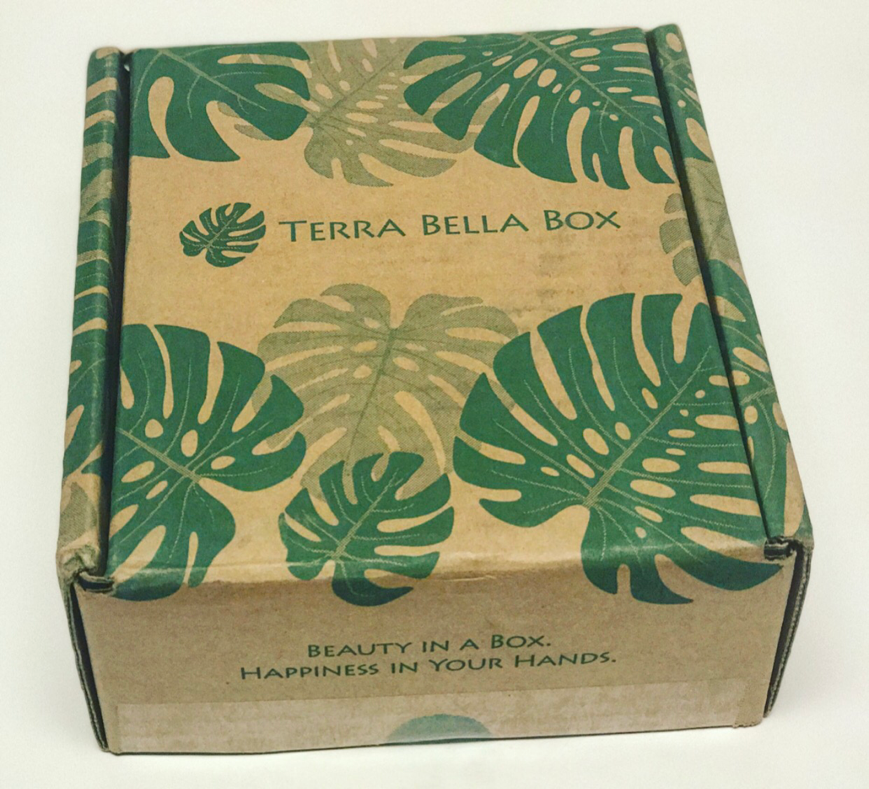 Terra Bella Box
Beauty in a Box.
Happiness in Your Hands.